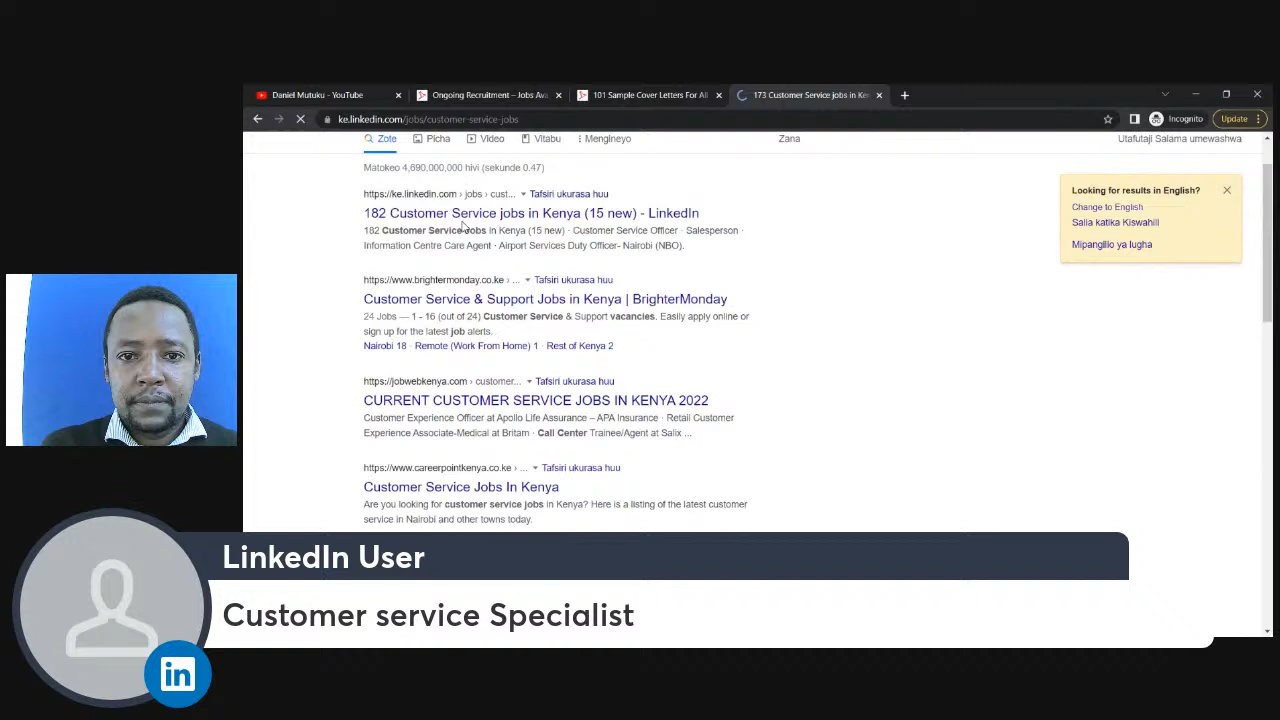 Daniel Mutuku - YouTube
Ongoing Recruitment – Jobs Ava
101 Sample Cover Letters For All
173 Customer Service jobs in Ke
ke.linkedin.com/jobs/customer-service-jobs
Incognito
Update
Zote
Picha
Video
Vitabu
Mengineyo
Zana
Utafutaji Salama umewashwa
Matokeo 4,690,000,000 hivi (sekunde 0.47)
https://ke.linkedin.com › jobs › cust... Tafsiri ukurasa huu
182 Customer Service jobs in Kenya (15 new) - LinkedIn
182 Customer Service Jobs in Kenya (15 new) · Customer Service Officer · Salesperson ·
Information Centre Care Agent · Airport Services Duty Officer- Nairobi (NBO).
https://www.brightermonday.co.ke › ... Tafsiri ukurasa huu
Customer Service & Support Jobs in Kenya | BrighterMonday
24 Jobs — 1 - 16 (out of 24) Customer Service & Support vacancies. Easily apply online or
sign up for the latest job alerts.
Nairobi 18 · Remote (Work From Home) 1 · Rest of Kenya 2
https://jobwebkenya.com › customer... Tafsiri ukurasa huu
CURRENT CUSTOMER SERVICE JOBS IN KENYA 2022
Customer Experience Officer at Apollo Life Assurance – APA Insurance · Retail Customer
Experience Associate-Medical at Britam · Call Center Trainee/Agent at Salix ...
https://www.careerpointkenya.co.ke › ... Tafsiri ukurasa huu
Customer Service Jobs In Kenya
Are you looking for customer service jobs in Kenya? Here is a listing of the latest customer
service in Nairobi and other towns today.
Looking for results in English?
Change to English
Salia katika Kiswahili
Mipangilio ya lugha
LinkedIn User
Customer service Specialist
in